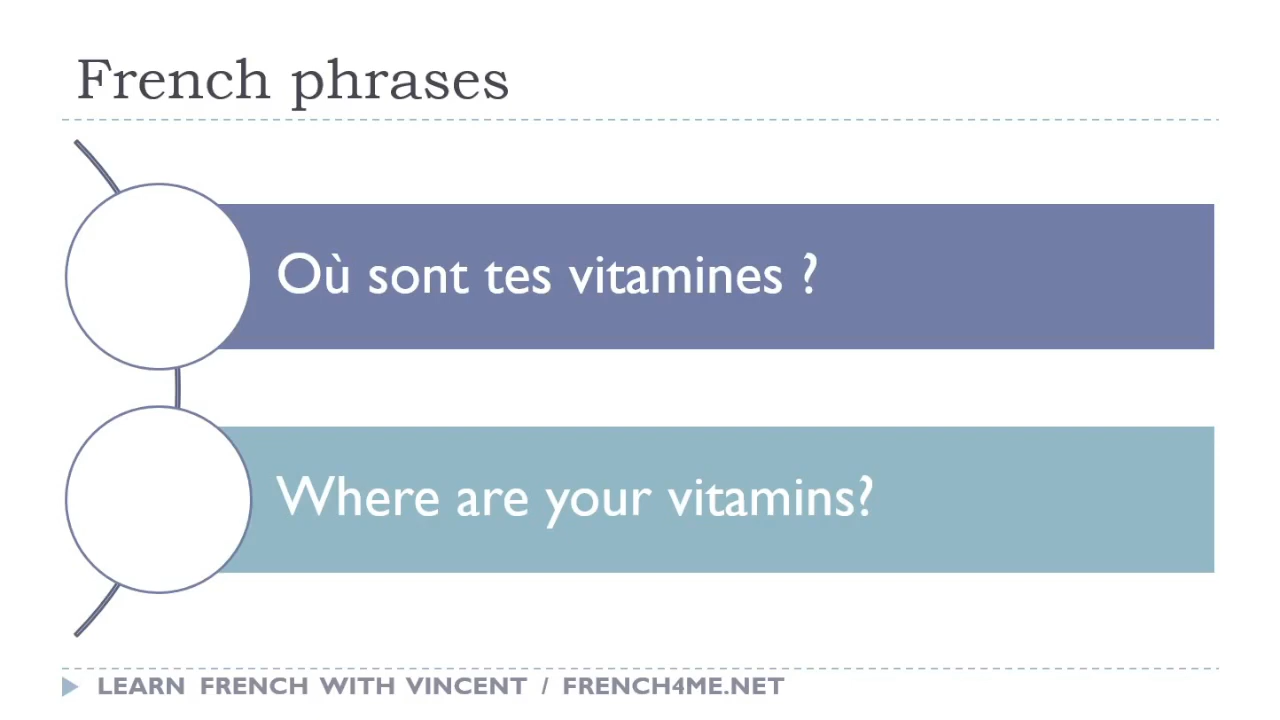 French phrases
Où sont tes vitamines ?
Where are your vitamins?
LEARN FRENCH WITH VINCENT / FRENCH4ME.NET